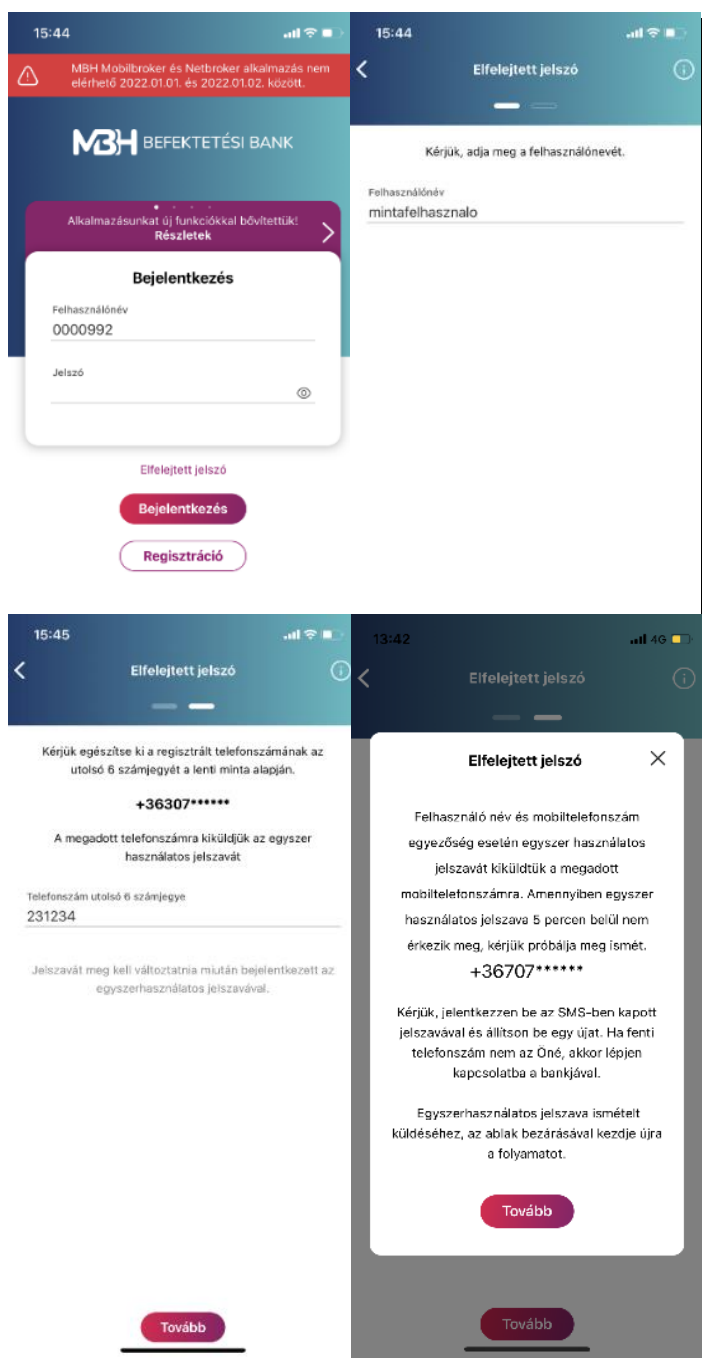 15:44
MBH Mobilbroker és Netbroker alkalmazás nem
elérhető 2022.01.01. és 2022.01.02. között.
MBH BEFEKTETÉSI BANK
Alkalmazásunkat új funkciókkal bővítettük!
Részletek
Bejelentkezés
Felhasználónév
0000992
Jelszó
Elfelejtett jelszó
Bejelentkezés
Regisztráció
15:44
Elfelejtett jelszó
Kérjük, adja meg a felhasználónevét.
Felhasználónév
mintafelhasznalo
15:45
Elfelejtett jelszó
Kérjük egészítse ki a regisztrált telefonszámának az
utolsó 6 számjegyét a lenti minta alapján.
+36307******
A megadott telefonszámra kiküldjük az egyszer
használatos jelszavát
Telefonszám utolsó 6 számjegye
231234
Jelszavát meg kell változtatnia miután bejelentkezett az
egyszerhasználatos jelszavával.
Tovább
13:42
4G
Elfelejtett jelszó
Elfelejtett jelszó
Felhasználó név és mobiltelefonszám
egyezőség esetén egyszer használatos
jelszavát kiküldtük a megadott
mobiltelefonszámra. Amennyiben egyszer
használatos jelszava 5 percen belül nem
érkezik meg, kérjük próbálja meg ismét.
+36707******
Kérjük, jelentkezzen be az SMS-ben kapott
jelszavával és állítson be egy újat. Ha fenti
telefonszám nem az Öné, akkor lépjen
kapcsolatba a bankjával.
Egyszerhasználatos jelszava ismételt
küldéséhez, az ablak bezárásával kezdje újra
a folyamatot.
Tovább
Tovább